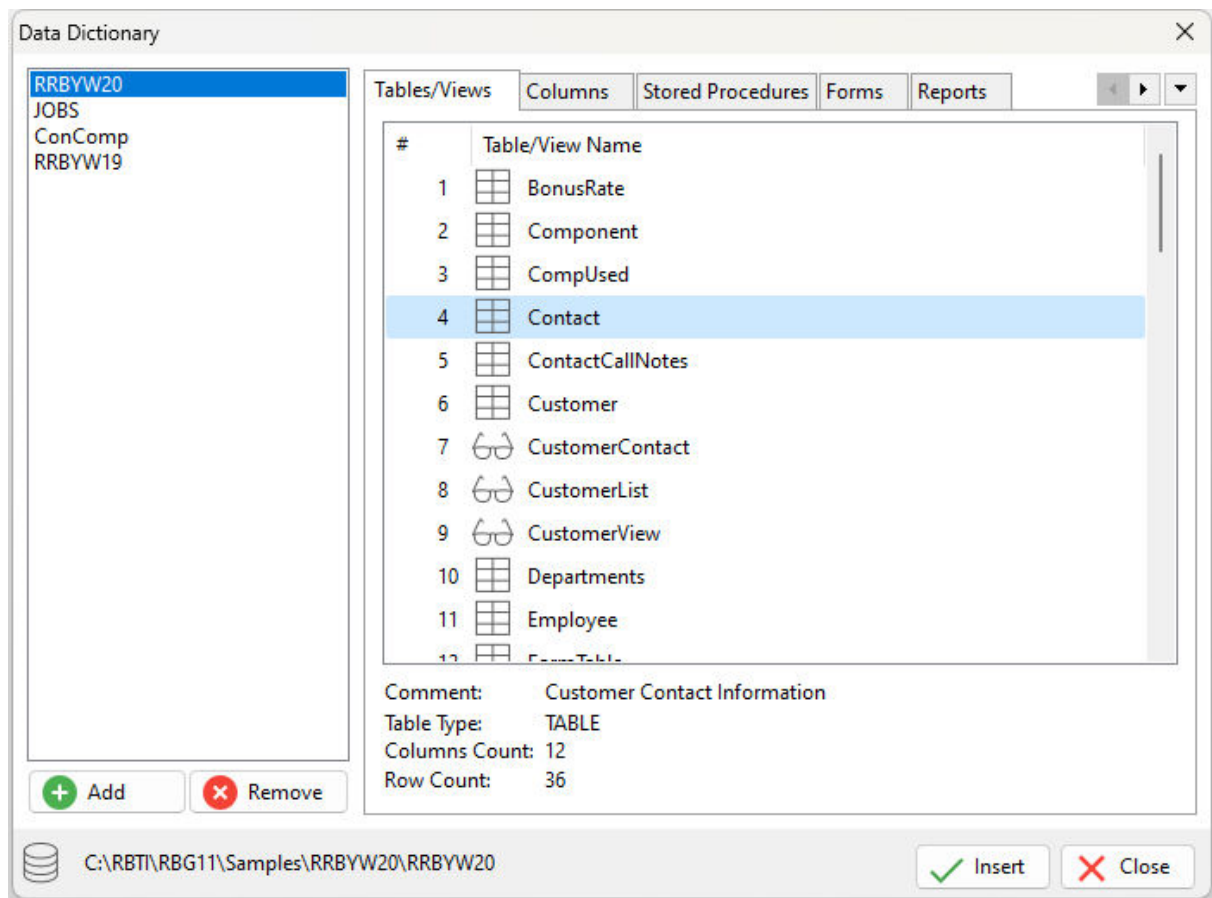 Data Dictionary
RRBYW20
JOBS
ConComp
RRBYW19
Tables/Views Columns Stored Procedures Forms Reports
# Table/View Name
1 BonusRate
2 Component
3 CompUsed
4 Contact
5 ContactCallNotes
6 Customer
7 CustomerContact
8 CustomerList
9 CustomerView
10 Departments
11 Employee
12 FormTable
Comment: Customer Contact Information
Table Type: TABLE
Columns Count: 12
Row Count: 36
Add Remove
C:\RBTI\RBG11\Samples\RRBYW20\RRBYW20
Insert Close